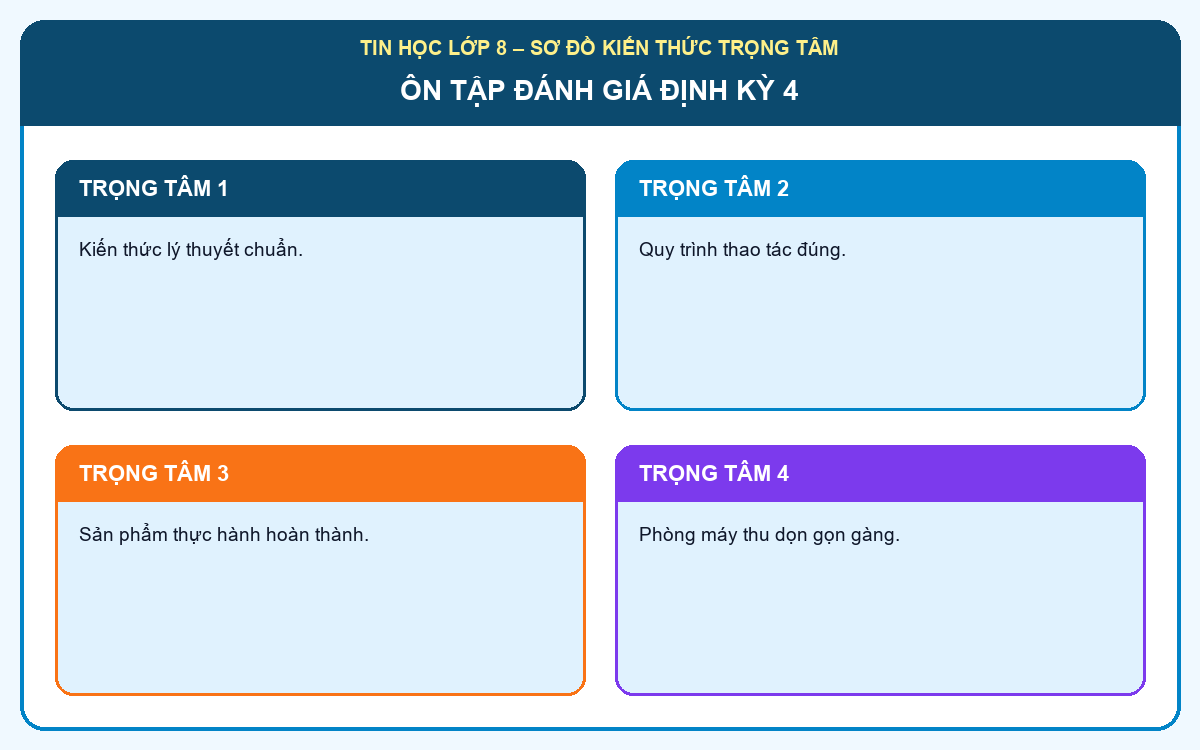 TIN HỌC LỚP 8 – SƠ ĐỒ KIẾN THỨC TRỌNG TÂM
ÔN TẬP ĐÁNH GIÁ ĐỊNH KỲ 4
TRỌNG TÂM 1
Kiến thức lý thuyết chuẩn.
TRỌNG TÂM 2
Quy trình thao tác đúng.
TRỌNG TÂM 3
Sản phẩm thực hành hoàn thành.
TRỌNG TÂM 4
Phòng máy thu dọn gọn gàng.